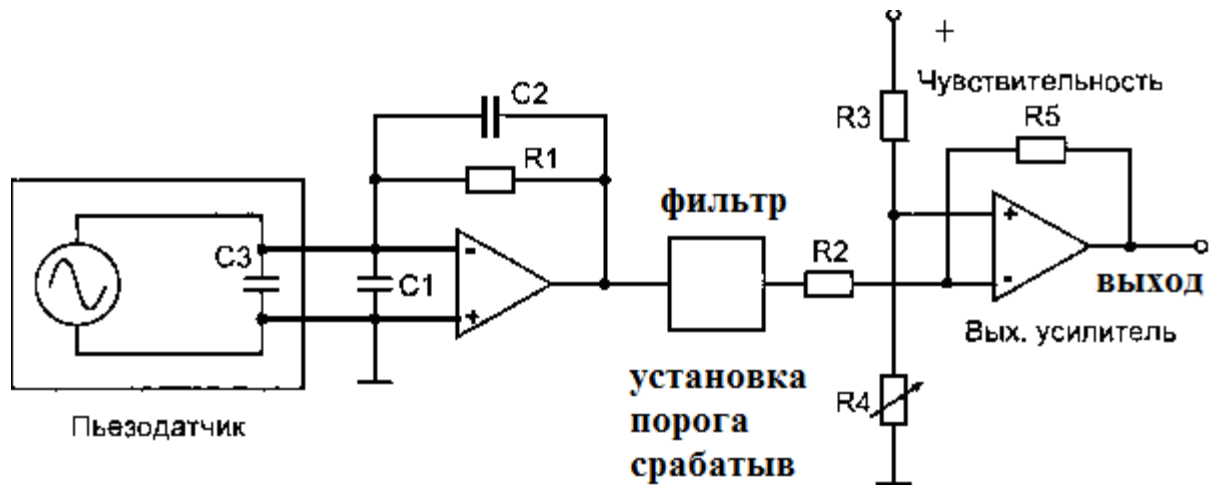 +
Чувствительность
C2
R3
R5
R1
фильтр
+
-
C3
R2
C1
-
выход
+
Вых. усилитель
установка
R4
порога
Пьезодатчик
срабатыв